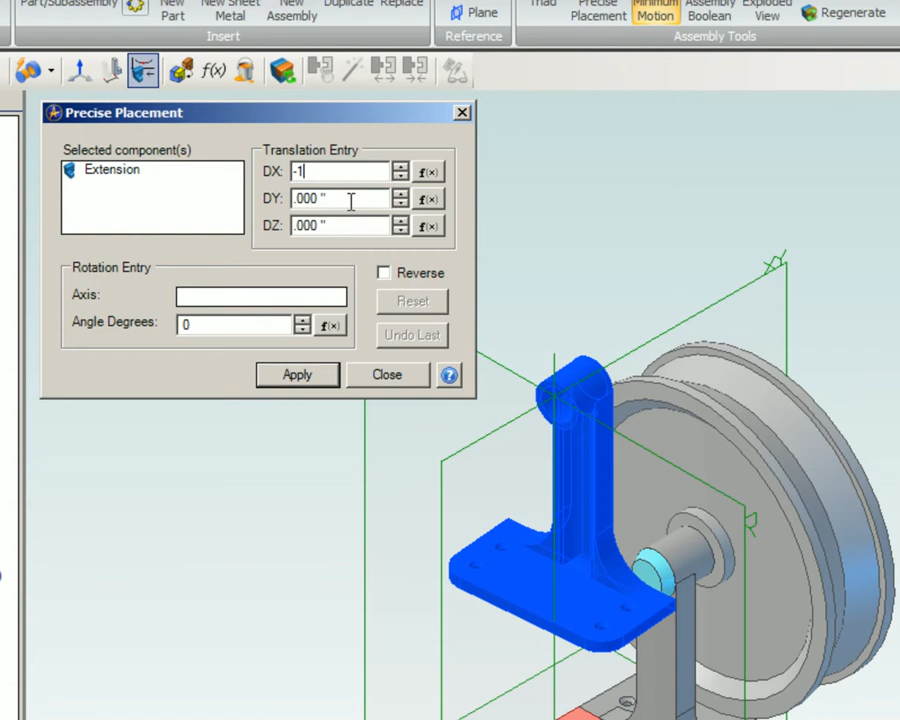 Part/Subassembly
New
Part
New Sheet
Metal
New
Assembly
Duplicate
Replace
Insert
Plane
Reference
Triad
Precise
Placement
Minimum
Motion
Assembly
Boolean
Exploded
View
Regenerate
Assembly Tools
f(x)
Precise Placement
Selected component(s)
Extension
Translation Entry
DX: -1 f(x)
DY: .000 " f(x)
DZ: .000 " f(x)
Rotation Entry
Axis:
Angle Degrees: 0 f(x)
Reverse
Reset
Undo Last
Apply
Close
?